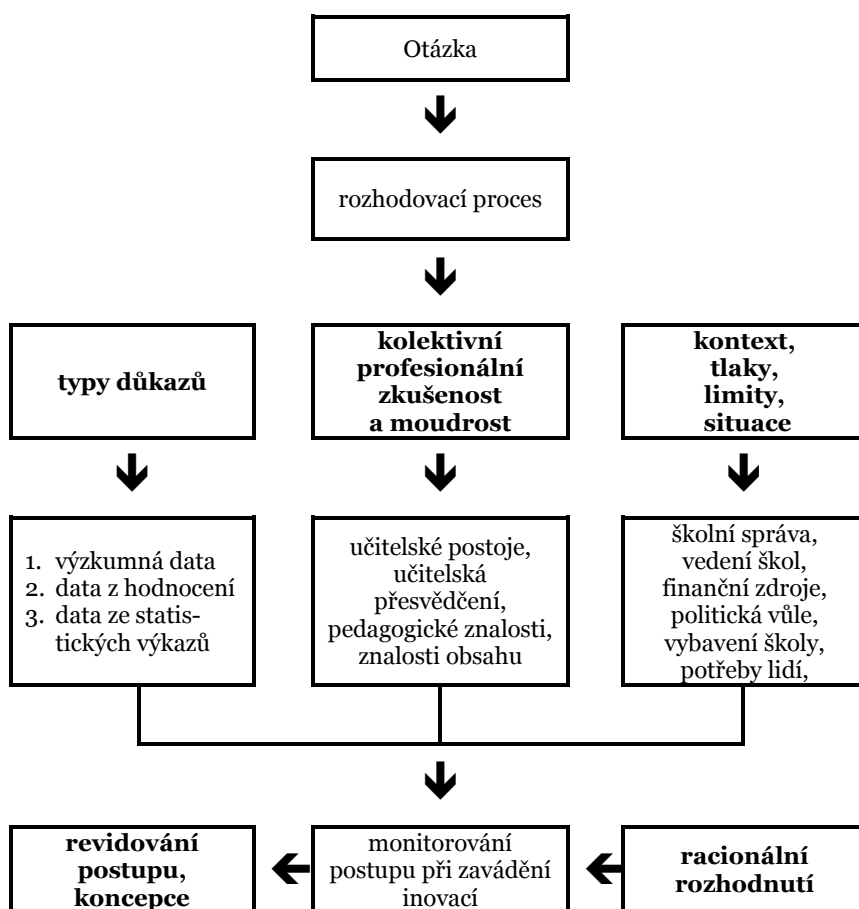 Otázka
rozhodovací proces
typy důkazů
kolektivní
profesionální
zkušenost
a moudrost
kontext,
tlaky,
limity,
situace
1. výzkumná data
2. data z hodnocení
3. data ze statis-
tických výkazů
učitelské postoje,
učitelská
přesvědčení,
pedagogické znalosti,
znalosti obsahu
školní správa,
vedení škol,
finanční zdroje,
politická vůle,
vybavení školy,
potřeby lidí,
revidování
postupu,
koncepce
monitorování
postupu při zavádění
inovací
racionální
rozhodnutí